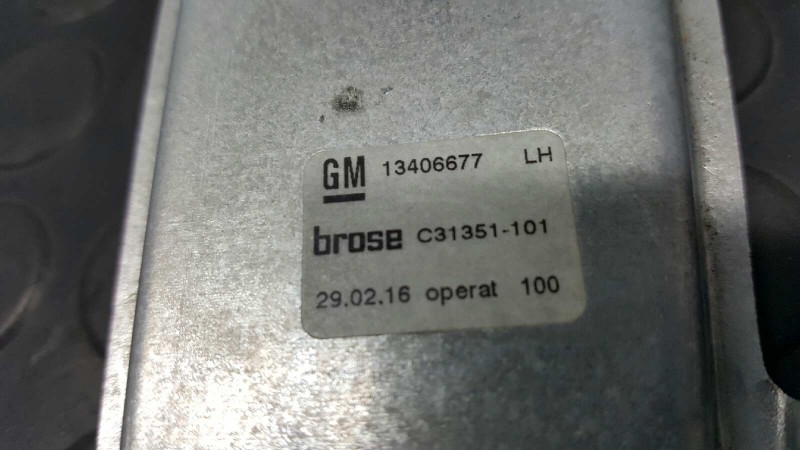 GM 13406677 LH
brose C31351-101
29.02.16 operat 100